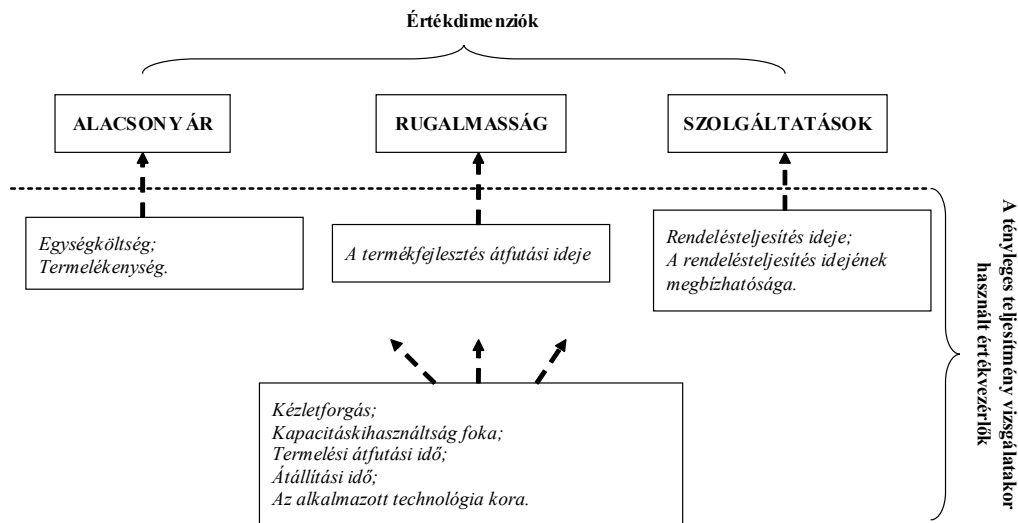 Értékdimenziók
ALACSONY ÁR
RUGALMASSÁG
SZOLGÁLTATÁSOK
Egységköltség;
Termelékenység.
A termékfejlesztés átfutási ideje
Rendelésteljesítés ideje;
A rendelésteljesítés idejének
megbízhatósága.
Kézletforgás;
Kapacitáskihasználtság foka;
Termelési átfutási idő;
Átállítási idő;
Az alkalmazott technológia kora.
A tényleges teljesítmény vizsgálatakor
használt értékvezérlők